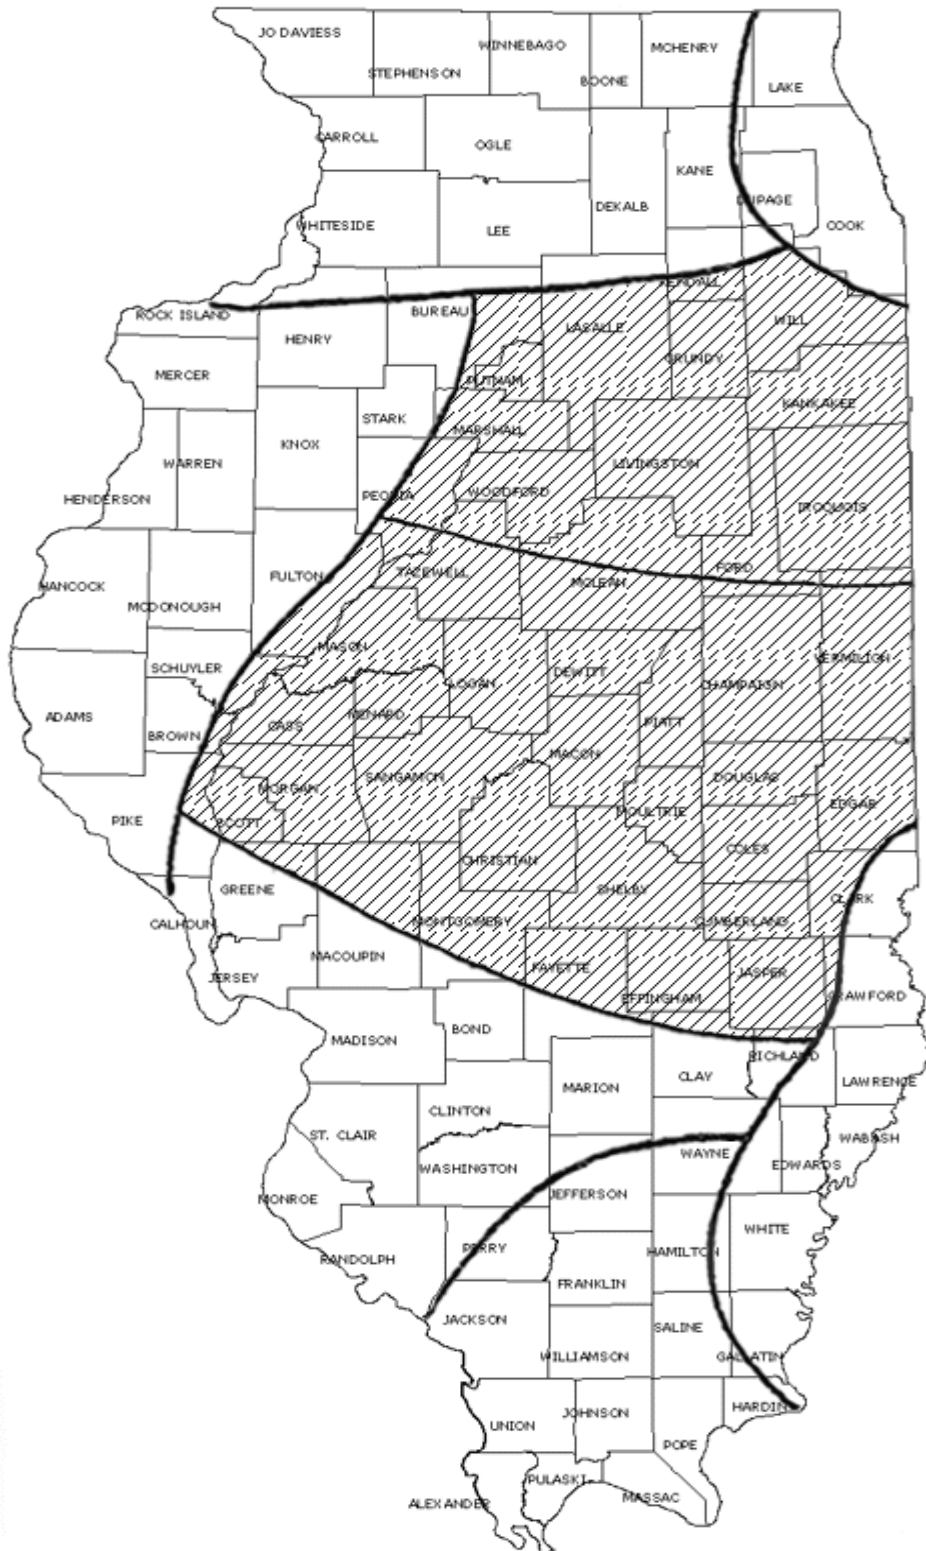 JO DAVIESS
STEPHENSON
WINNEBAGO
BOONE
MCHENRY
LAKE
CARROLL
OGLE
KANE
DUPAGE
COOK
WHITESIDE
LEE
DEKALB
KENDALL
ROCK ISLAND
HENRY
BUREAU
LASALLE
GRUNDY
WILL
MERCER
STARK
PUTNAM
KANKAKEE
MARSHALL
KNOX
WARREN
HENDERSON
PEORIA
WOODFORD
LIVINGSTON
IROQUOIS
HANCOCK
MCDONOUGH
FULTON
TAZEWELL
MCLEAN
FORD
SCHUYLER
MASON
LOGAN
DEWITT
CHAMPAIGN
VERMILION
ADAMS
BROWN
CASS
MENARD
PIATT
MACON
PIKE
SCOTT
MORGAN
SANGAMON
MOULTRIE
DOUGLAS
EDGAR
COLES
GREENE
CHRISTIAN
SHELBY
CLARK
CALHOUN
MONTGOMERY
CUMBERLAND
JERSEY
MACOUPIN
FAYETTE
EFFINGHAM
JASPER
CRAWFORD
MADISON
BOND
MARION
CLAY
RICHLAND
LAWRENCE
ST. CLAIR
CLINTON
WASHINGTON
WAYNE
EDWARDS
WABASH
MONROE
JEFFERSON
RANDOLPH
PERRY
HAMILTON
WHITE
FRANKLIN
JACKSON
WILLIAMSON
SALINE
GALLATIN
UNION
JOHNSON
POPE
HARDIN
ALEXANDER
PULASKI
MASSAC